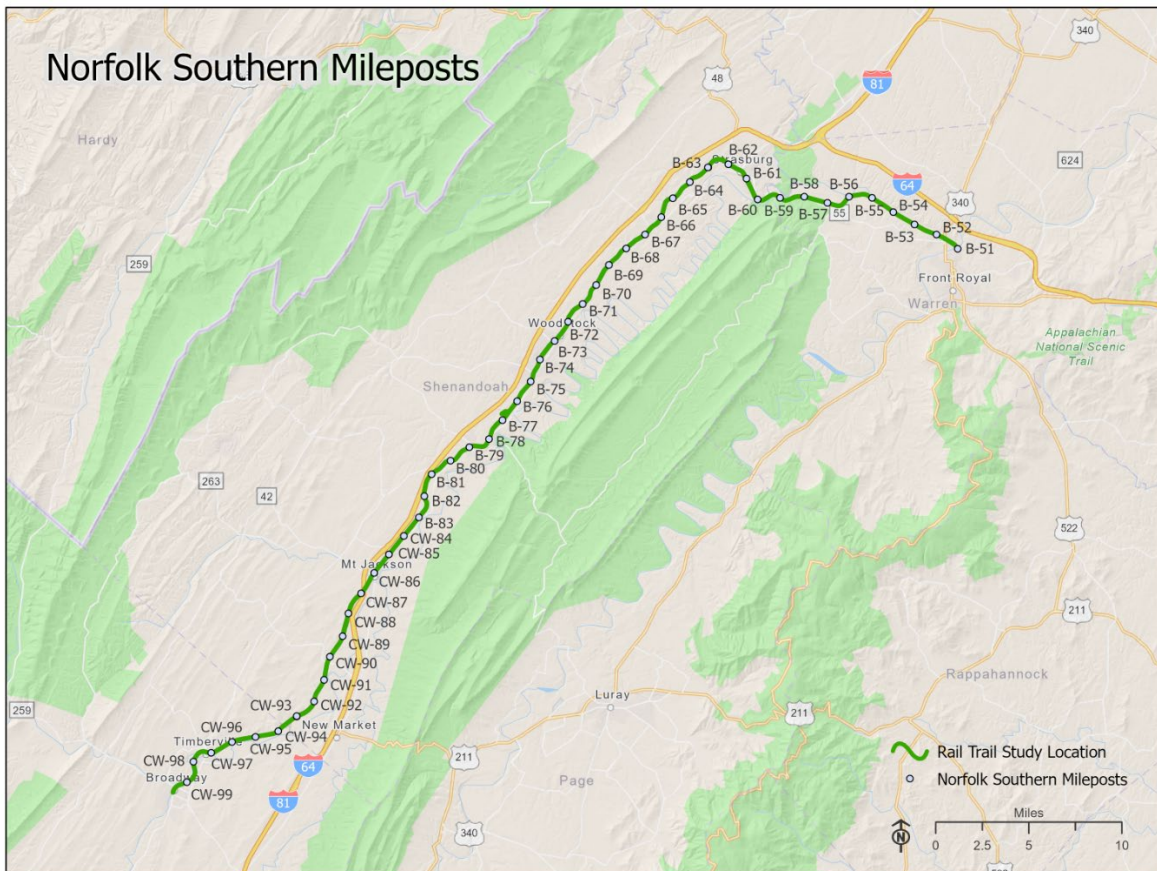 Norfolk Southern Mileposts
340
48
81
Hardy
B-62
Strasburg
B-63
B-61
624
B-64
B-58
B-56
64
B-65
B-60
B-59
B-57
55
B-55
B-54
340
B-66
B-53
B-52
B-67
B-51
259
B-68
B-69
Front Royal
B-70
Warren
B-71
Woodstock
B-72
Appalachian
National Scenic
Trail
B-73
B-74
Shenandoah
B-75
B-76
B-77
B-78
B-79
B-80
263
B-81
42
B-82
B-83
522
CW-84
CW-85
Mt Jackson
CW-86
CW-87
CW-88
211
CW-89
CW-90
Rappahannock
CW-91
Luray
CW-92
259
CW-93
211
New Market
CW-96
CW-94
Timberville
CW-95
Rail Trail Study Location
CW-98
CW-97
211
64
Broadway
Page
Norfolk Southern Mileposts
CW-99
81
Miles
340
N
0 2.5 5 10